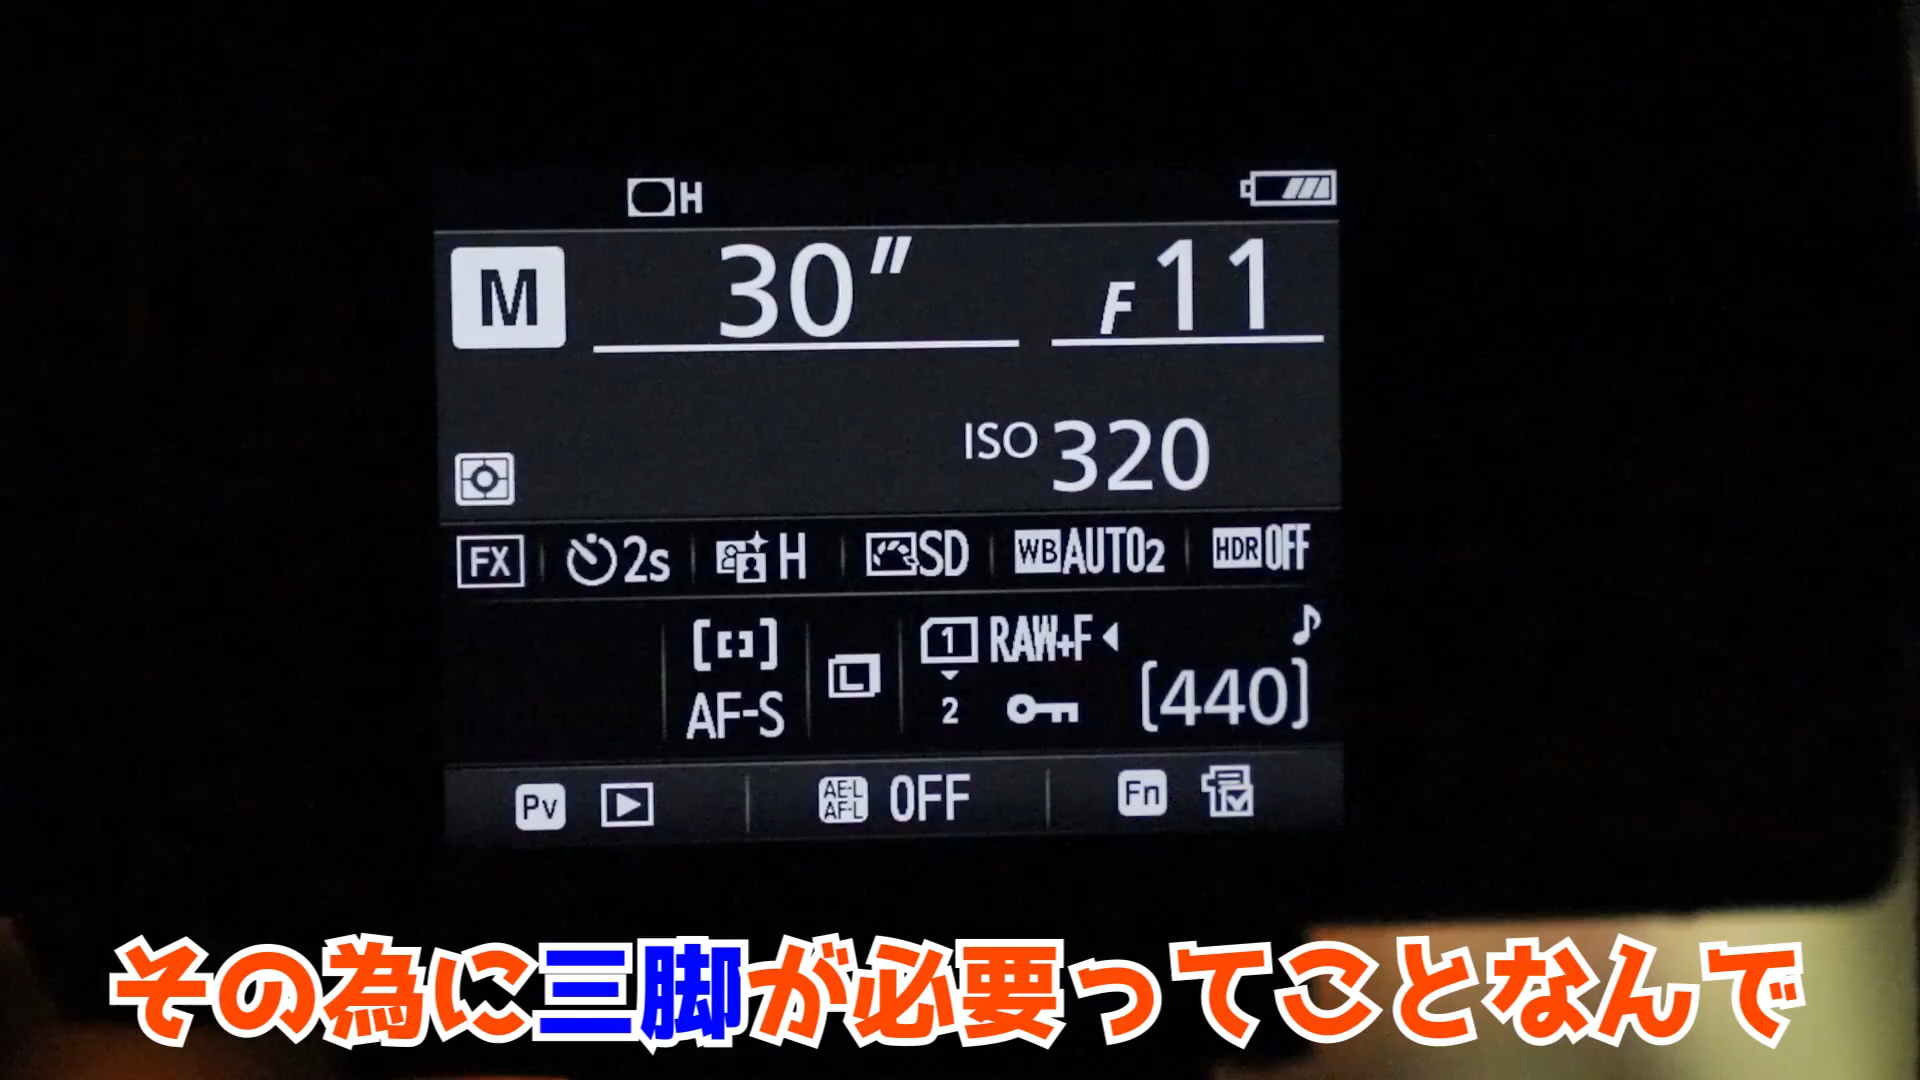 H
M 30" F11
ISO 320
FX 2s H SD WB AUTO2 HDR OFF
[ ] 1 RAW+F
AF-S L 2 [440]
Pv AE-L AF-L OFF Fn
その為に三脚が必要ってことなんで